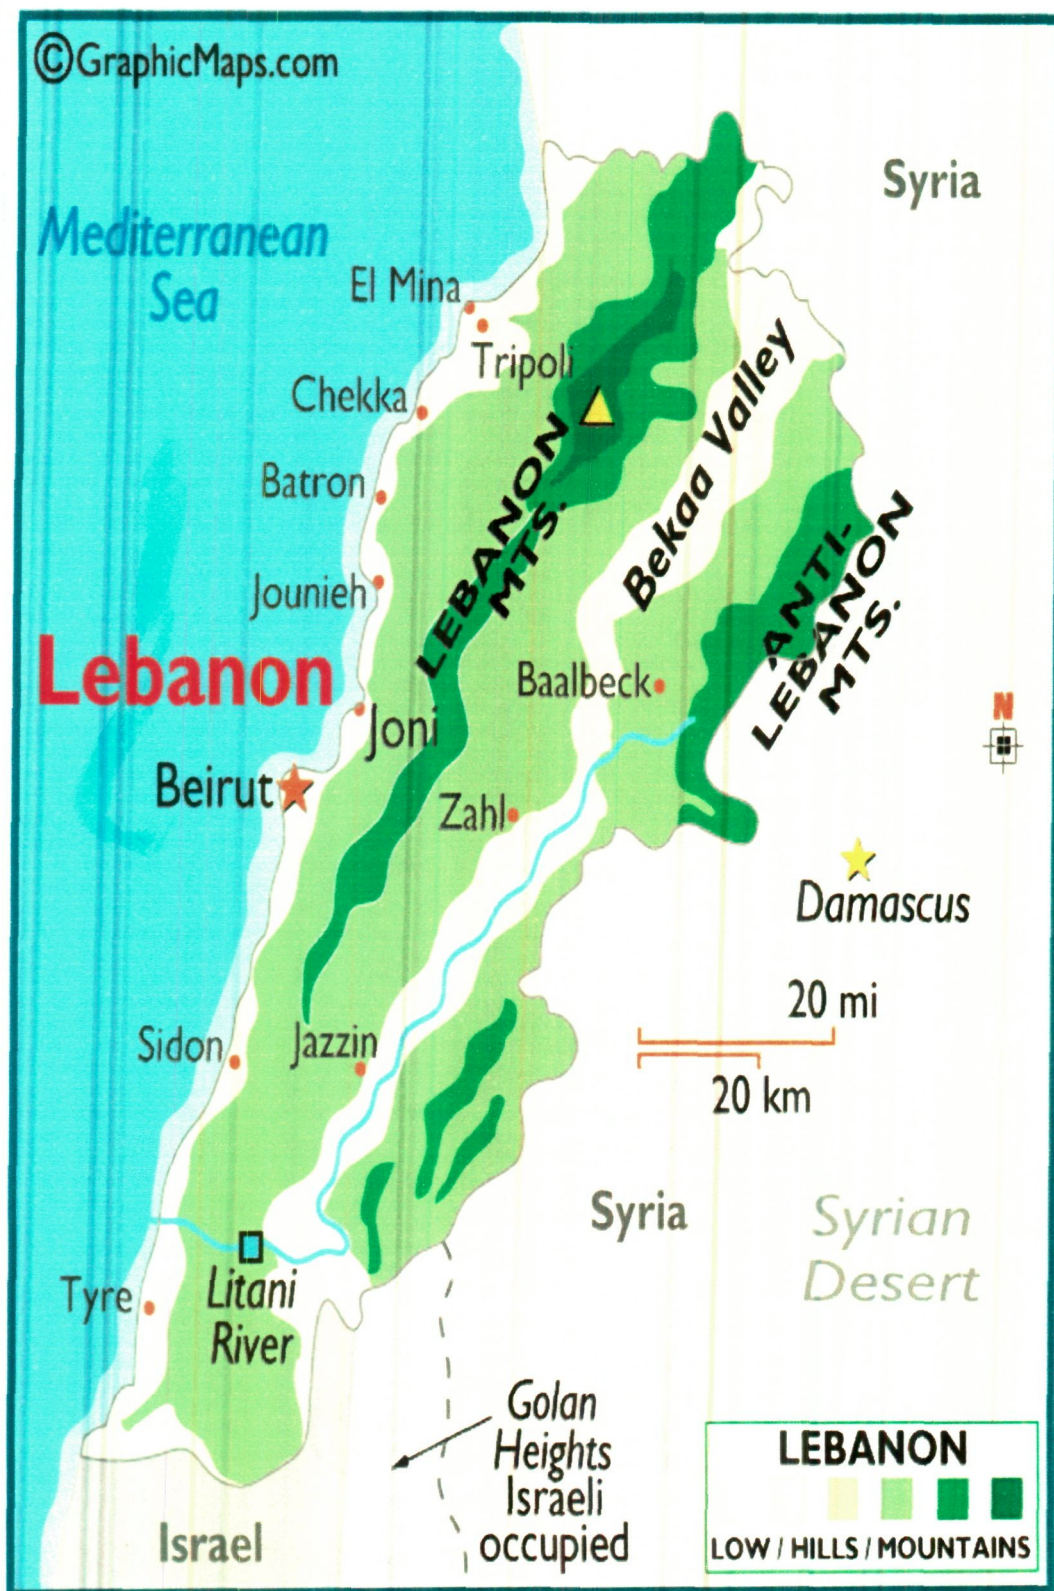 ©GraphicMaps.com
Syria
Mediterranean
Sea
El Mina
Tripoli
Chekka
Batron
Jounieh
LEBANON
MTS.
Bekaa Valley
ANTI-
LEBANON
MTS.
Lebanon
Baalbeck
Joni
N
Beirut
Zahl
Damascus
20 mi
20 km
Sidon
Jazzin
Syria
Syrian
Desert
Tyre
Litani
River
Golan
Heights
Israeli
occupied
Israel
LEBANON
LOW / HILLS / MOUNTAINS